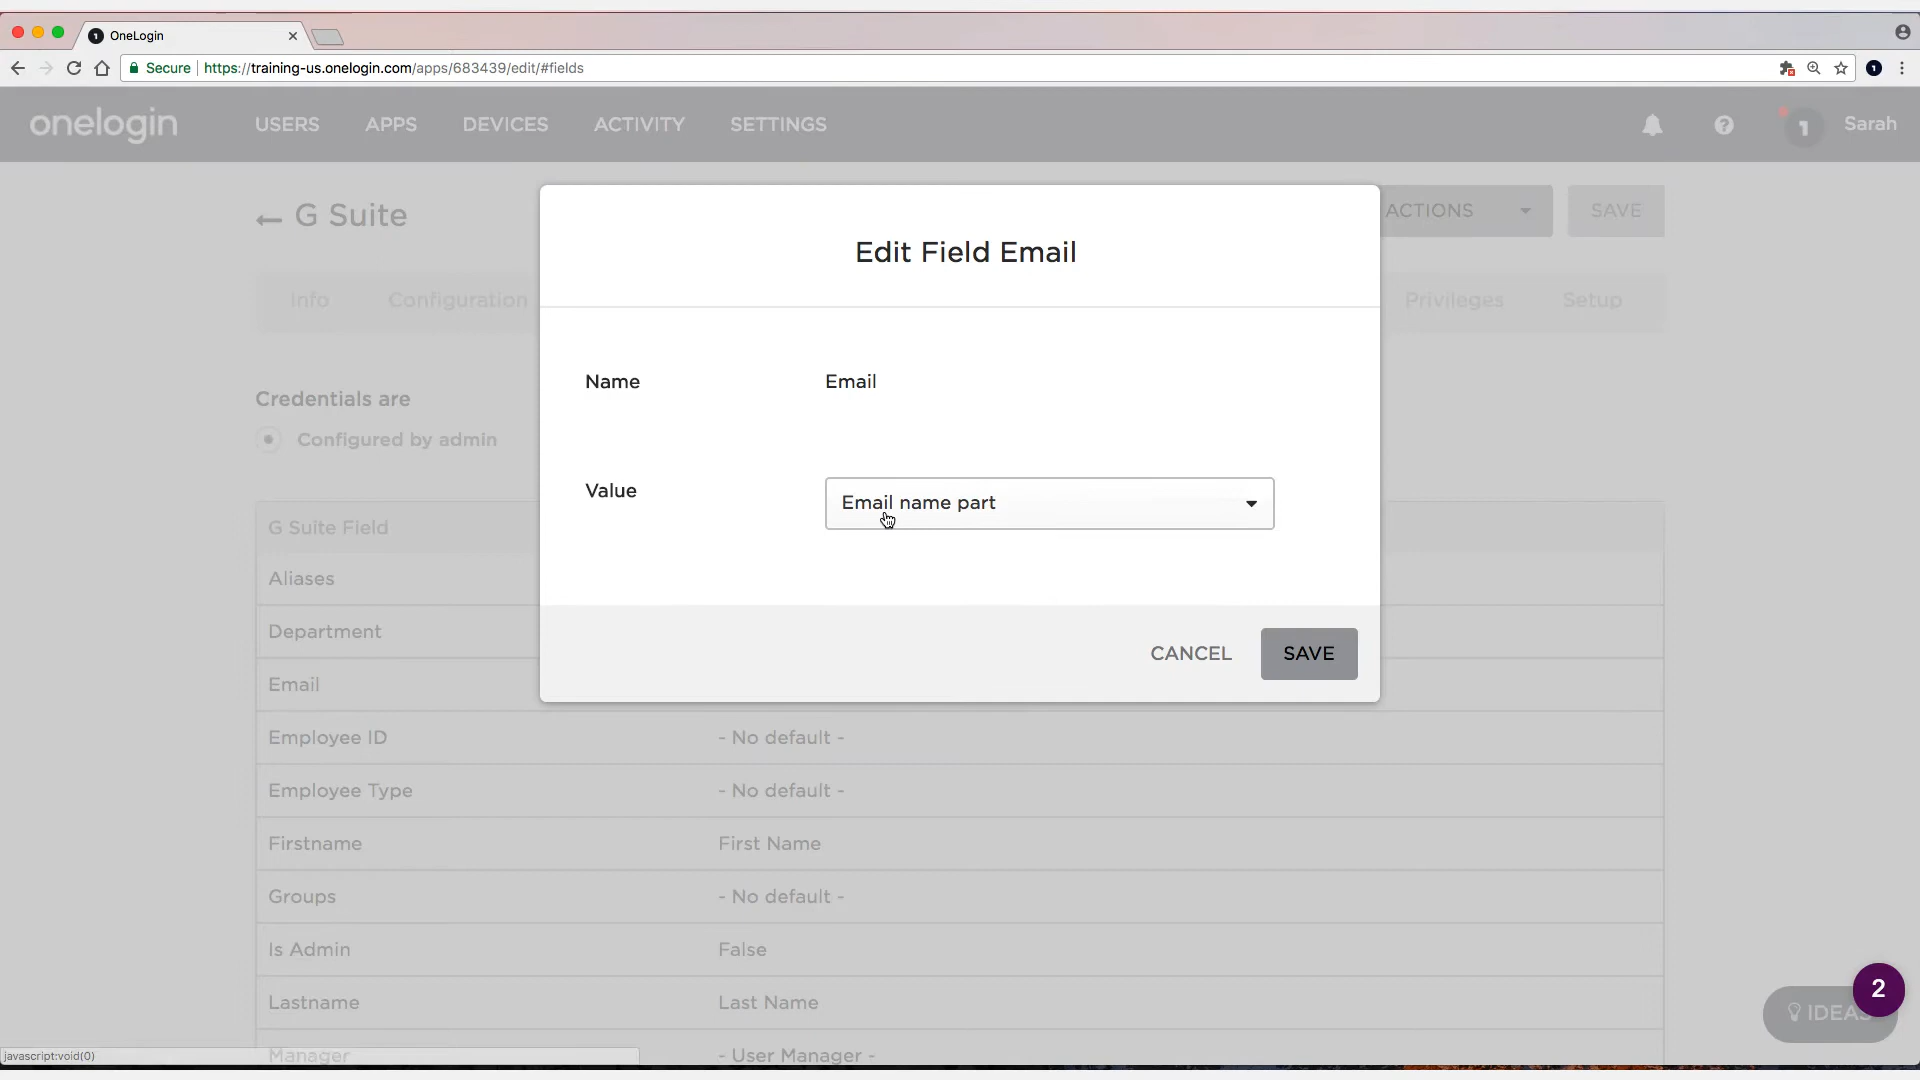 OneLogin
Secure https://training-us.onelogin.com/apps/683439/edit/#fields
onelogin USERS APPS DEVICES ACTIVITY SETTINGS 1 Sarah
G Suite ACTIONS SAVE
Edit Field Email
Info Configuration Privileges Setup
Name Email
Credentials are
Configured by admin
Value Email name part
G Suite Field
Aliases
Department
CANCEL SAVE
Email
Employee ID - No default -
Employee Type - No default -
Firstname First Name
Groups - No default -
Is Admin False
Lastname Last Name
2
IDEAS
Manager - User Manager -
javascript:void(0)